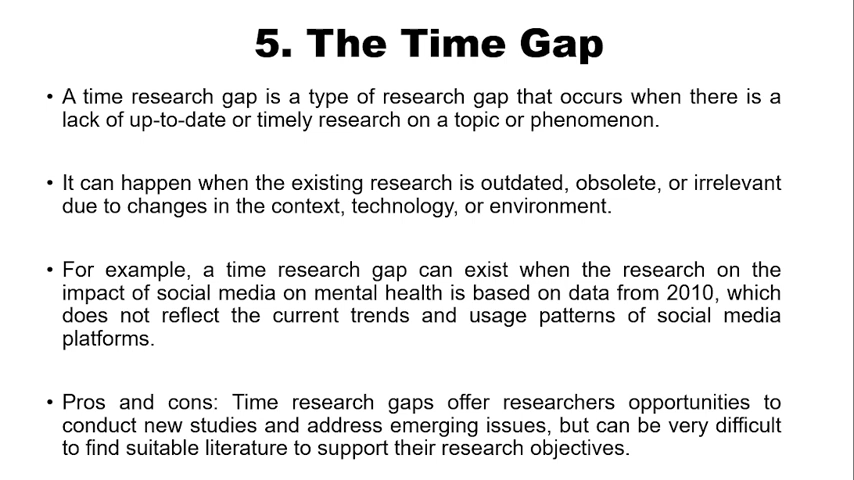 5. The Time Gap
• A time research gap is a type of research gap that occurs when there is a
lack of up-to-date or timely research on a topic or phenomenon.
• It can happen when the existing research is outdated, obsolete, or irrelevant
due to changes in the context, technology, or environment.
• For example, a time research gap can exist when the research on the
impact of social media on mental health is based on data from 2010, which
does not reflect the current trends and usage patterns of social media
platforms.
• Pros and cons: Time research gaps offer researchers opportunities to
conduct new studies and address emerging issues, but can be very difficult
to find suitable literature to support their research objectives.